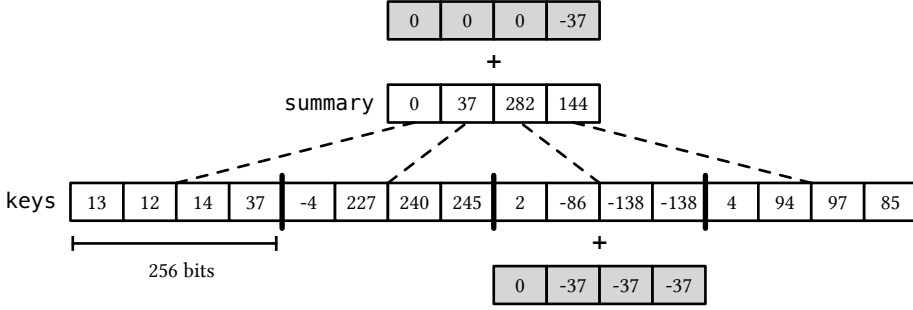 0 0 0 -37
+
summary 0 37 282 144
keys 13 12 14 37 -4 227 240 245 2 -86 -138 -138 4 94 97 85
+
256 bits
0 -37 -37 -37